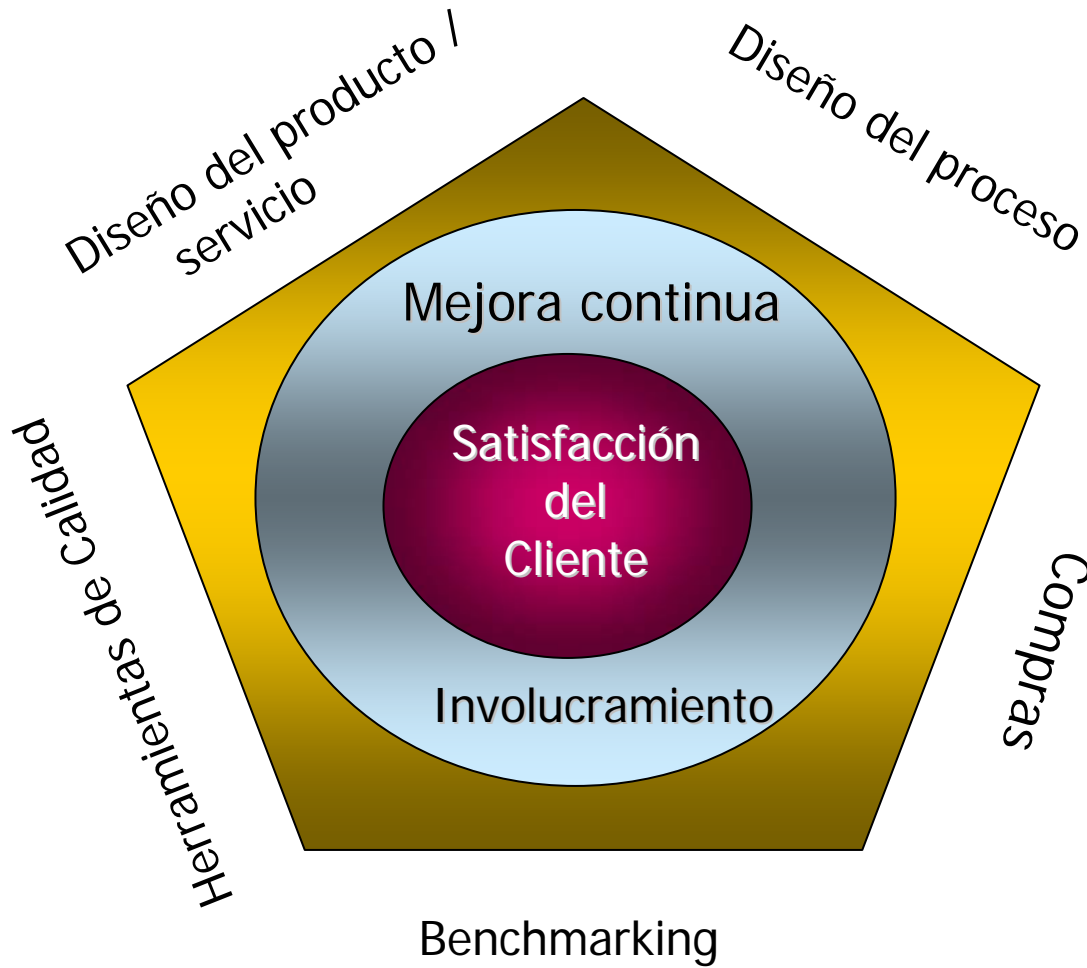 Diseño del producto /
servicio
Diseño del proceso
Mejora continua
Satisfacción
del
Cliente
Involucramiento
Herramientas de Calidad
Compras
Benchmarking